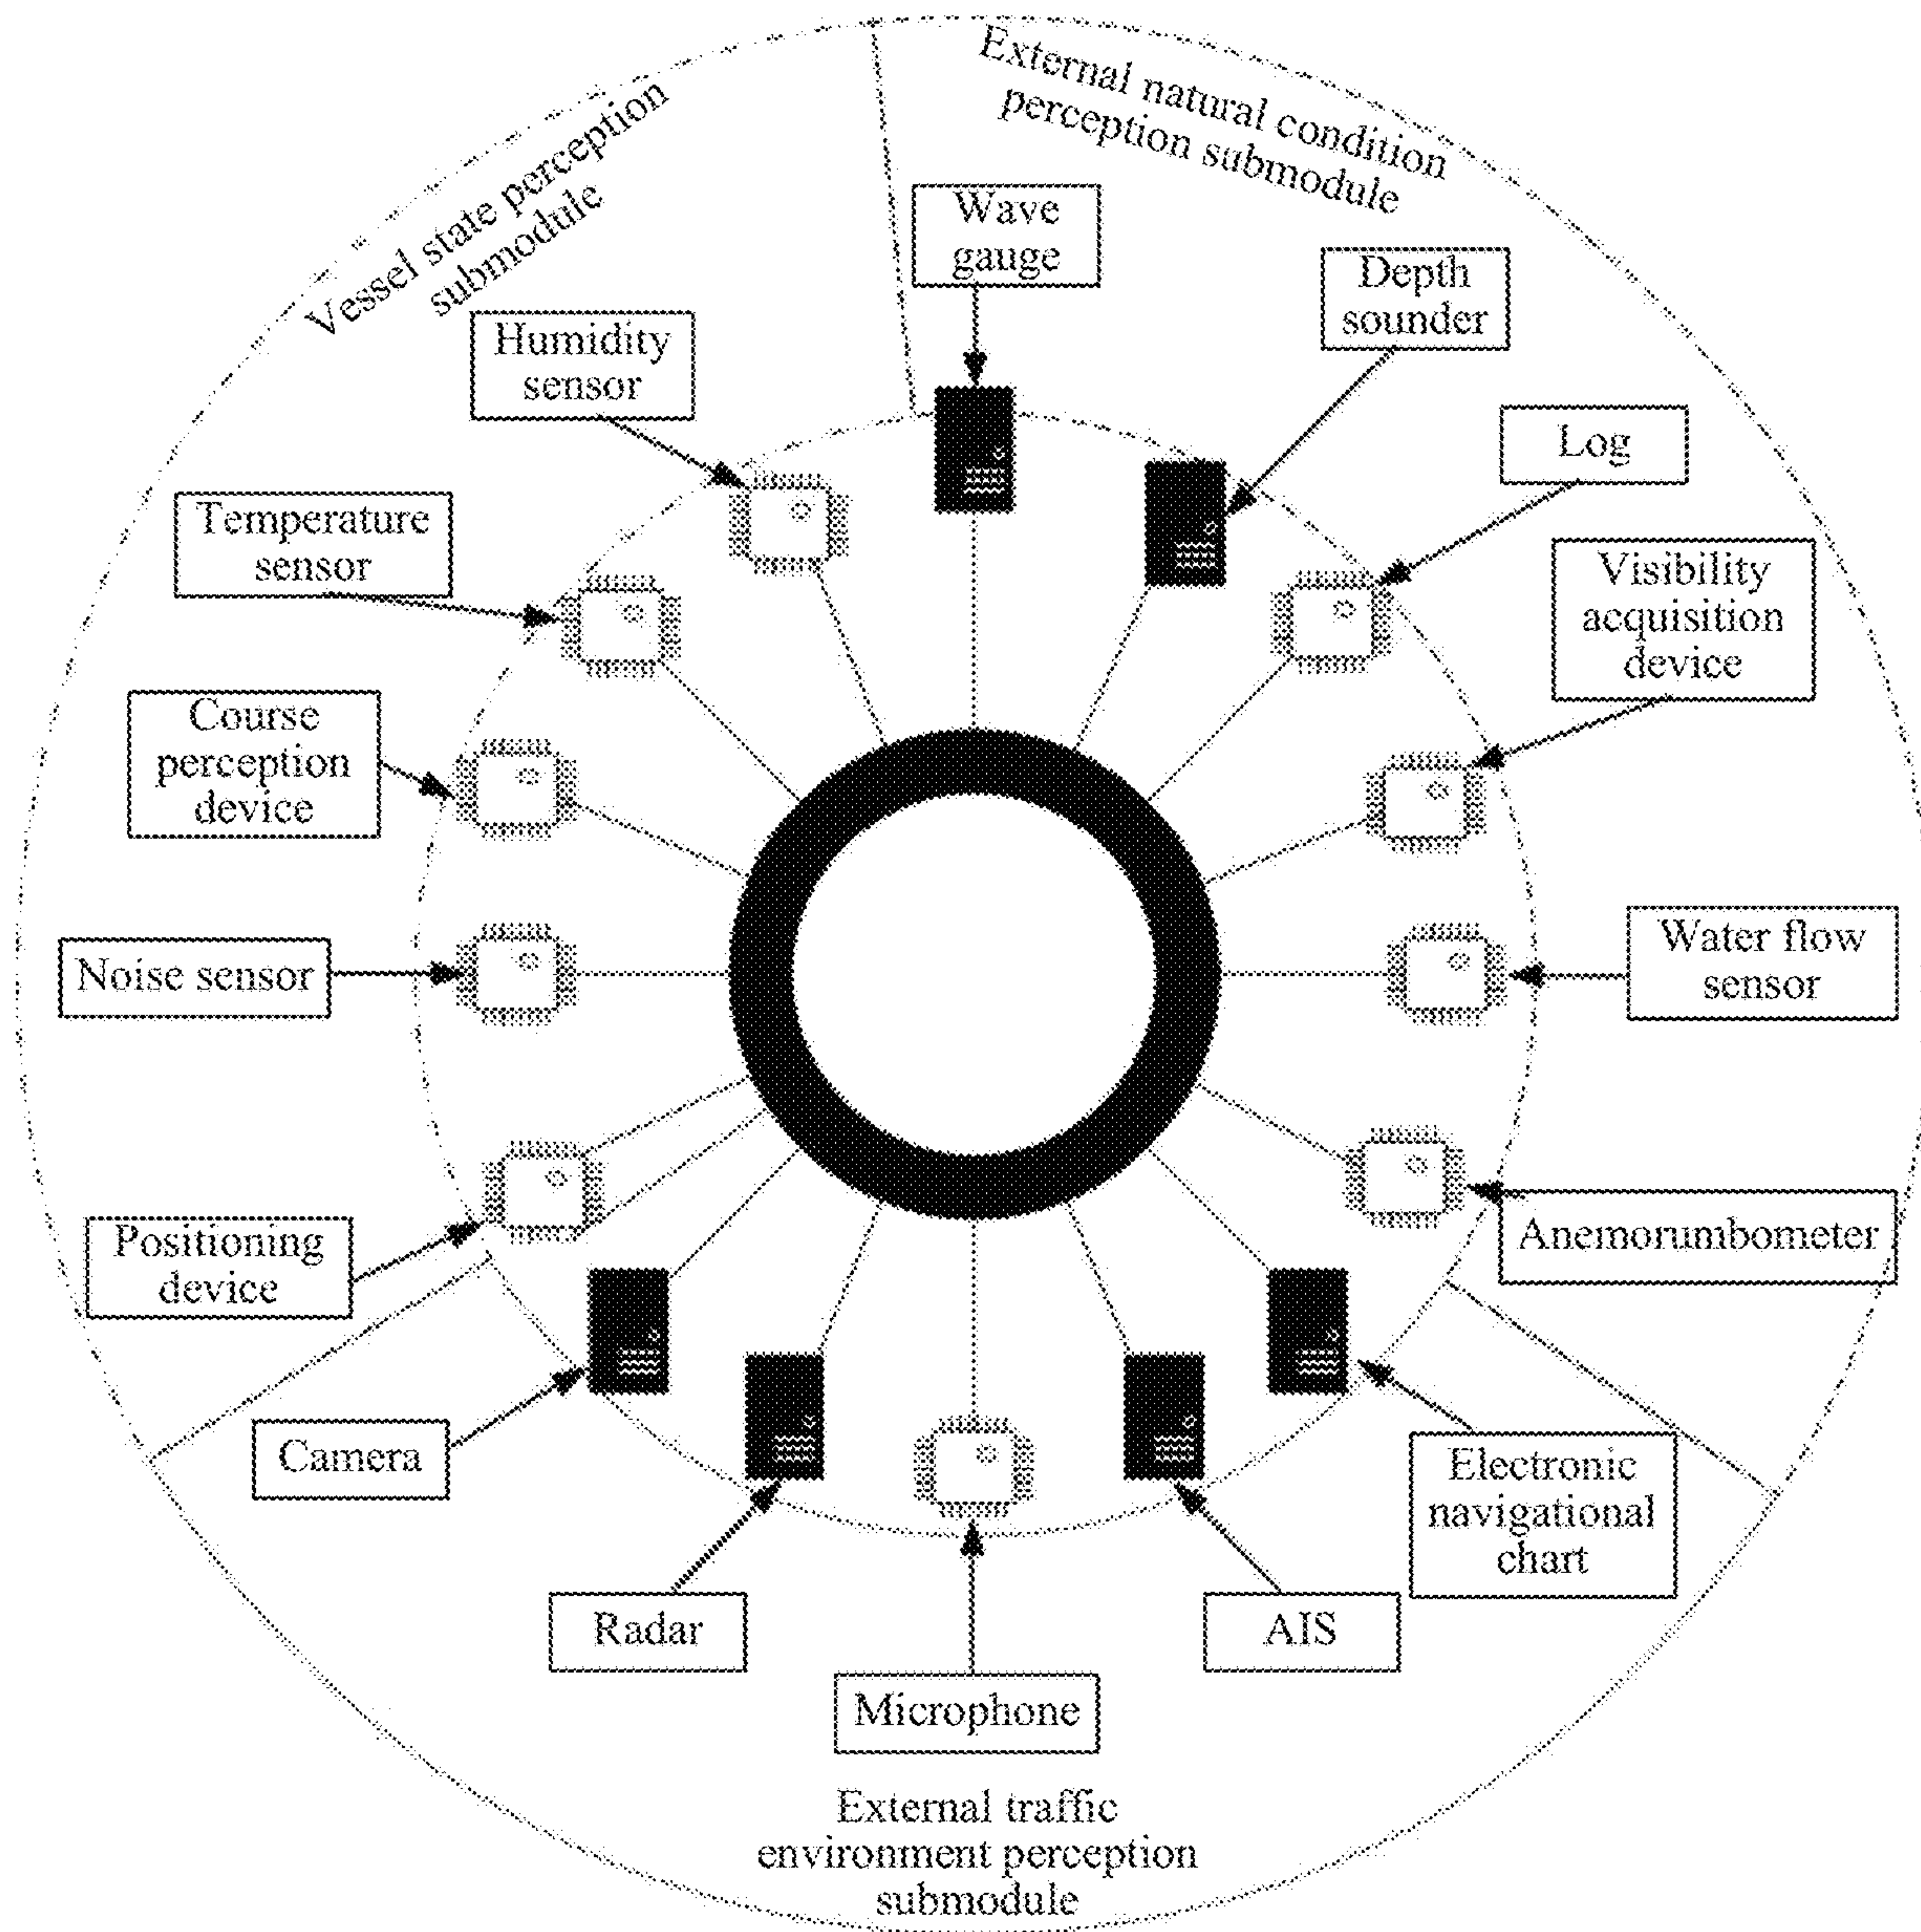 External natural condition
perception submodule
Vessel state perception
submodule
Wave
gauge
Depth
sounder
Humidity
sensor
Log
Temperature
sensor
Visibility
acquisition
device
Course
perception
device
Water flow
sensor
Noise sensor
Positioning
device
Anemorumbometer
Camera
Electronic
navigational
chart
Radar
AIS
Microphone
External traffic
environment perception
submodule